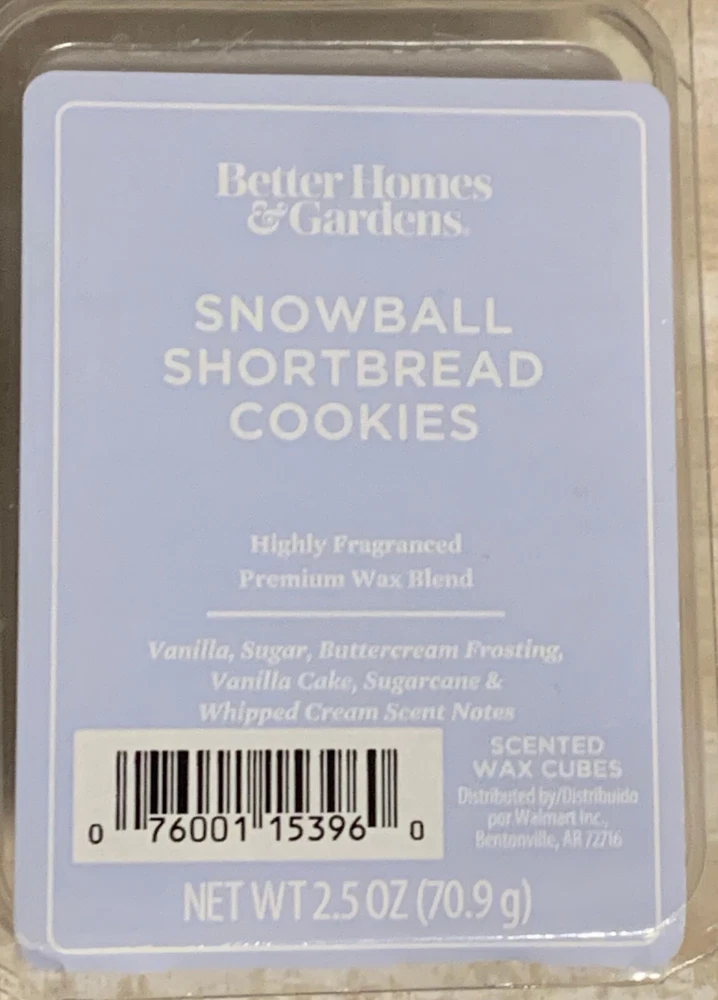 Better Homes
&Gardens®
SNOWBALL
SHORTBREAD
COOKIES
Highly Fragranced
Premium Wax Blend
Vanilla, Sugar, Buttercream Frosting,
Vanilla Cake, Sugarcane &
Whipped Cream Scent Notes
0 76001 15396 0
SCENTED
WAX CUBES
Distributed by/Distribuido
por Walmart Inc.,
Bentonville, AR 72716
NET WT 2.5 OZ (70.9 g)